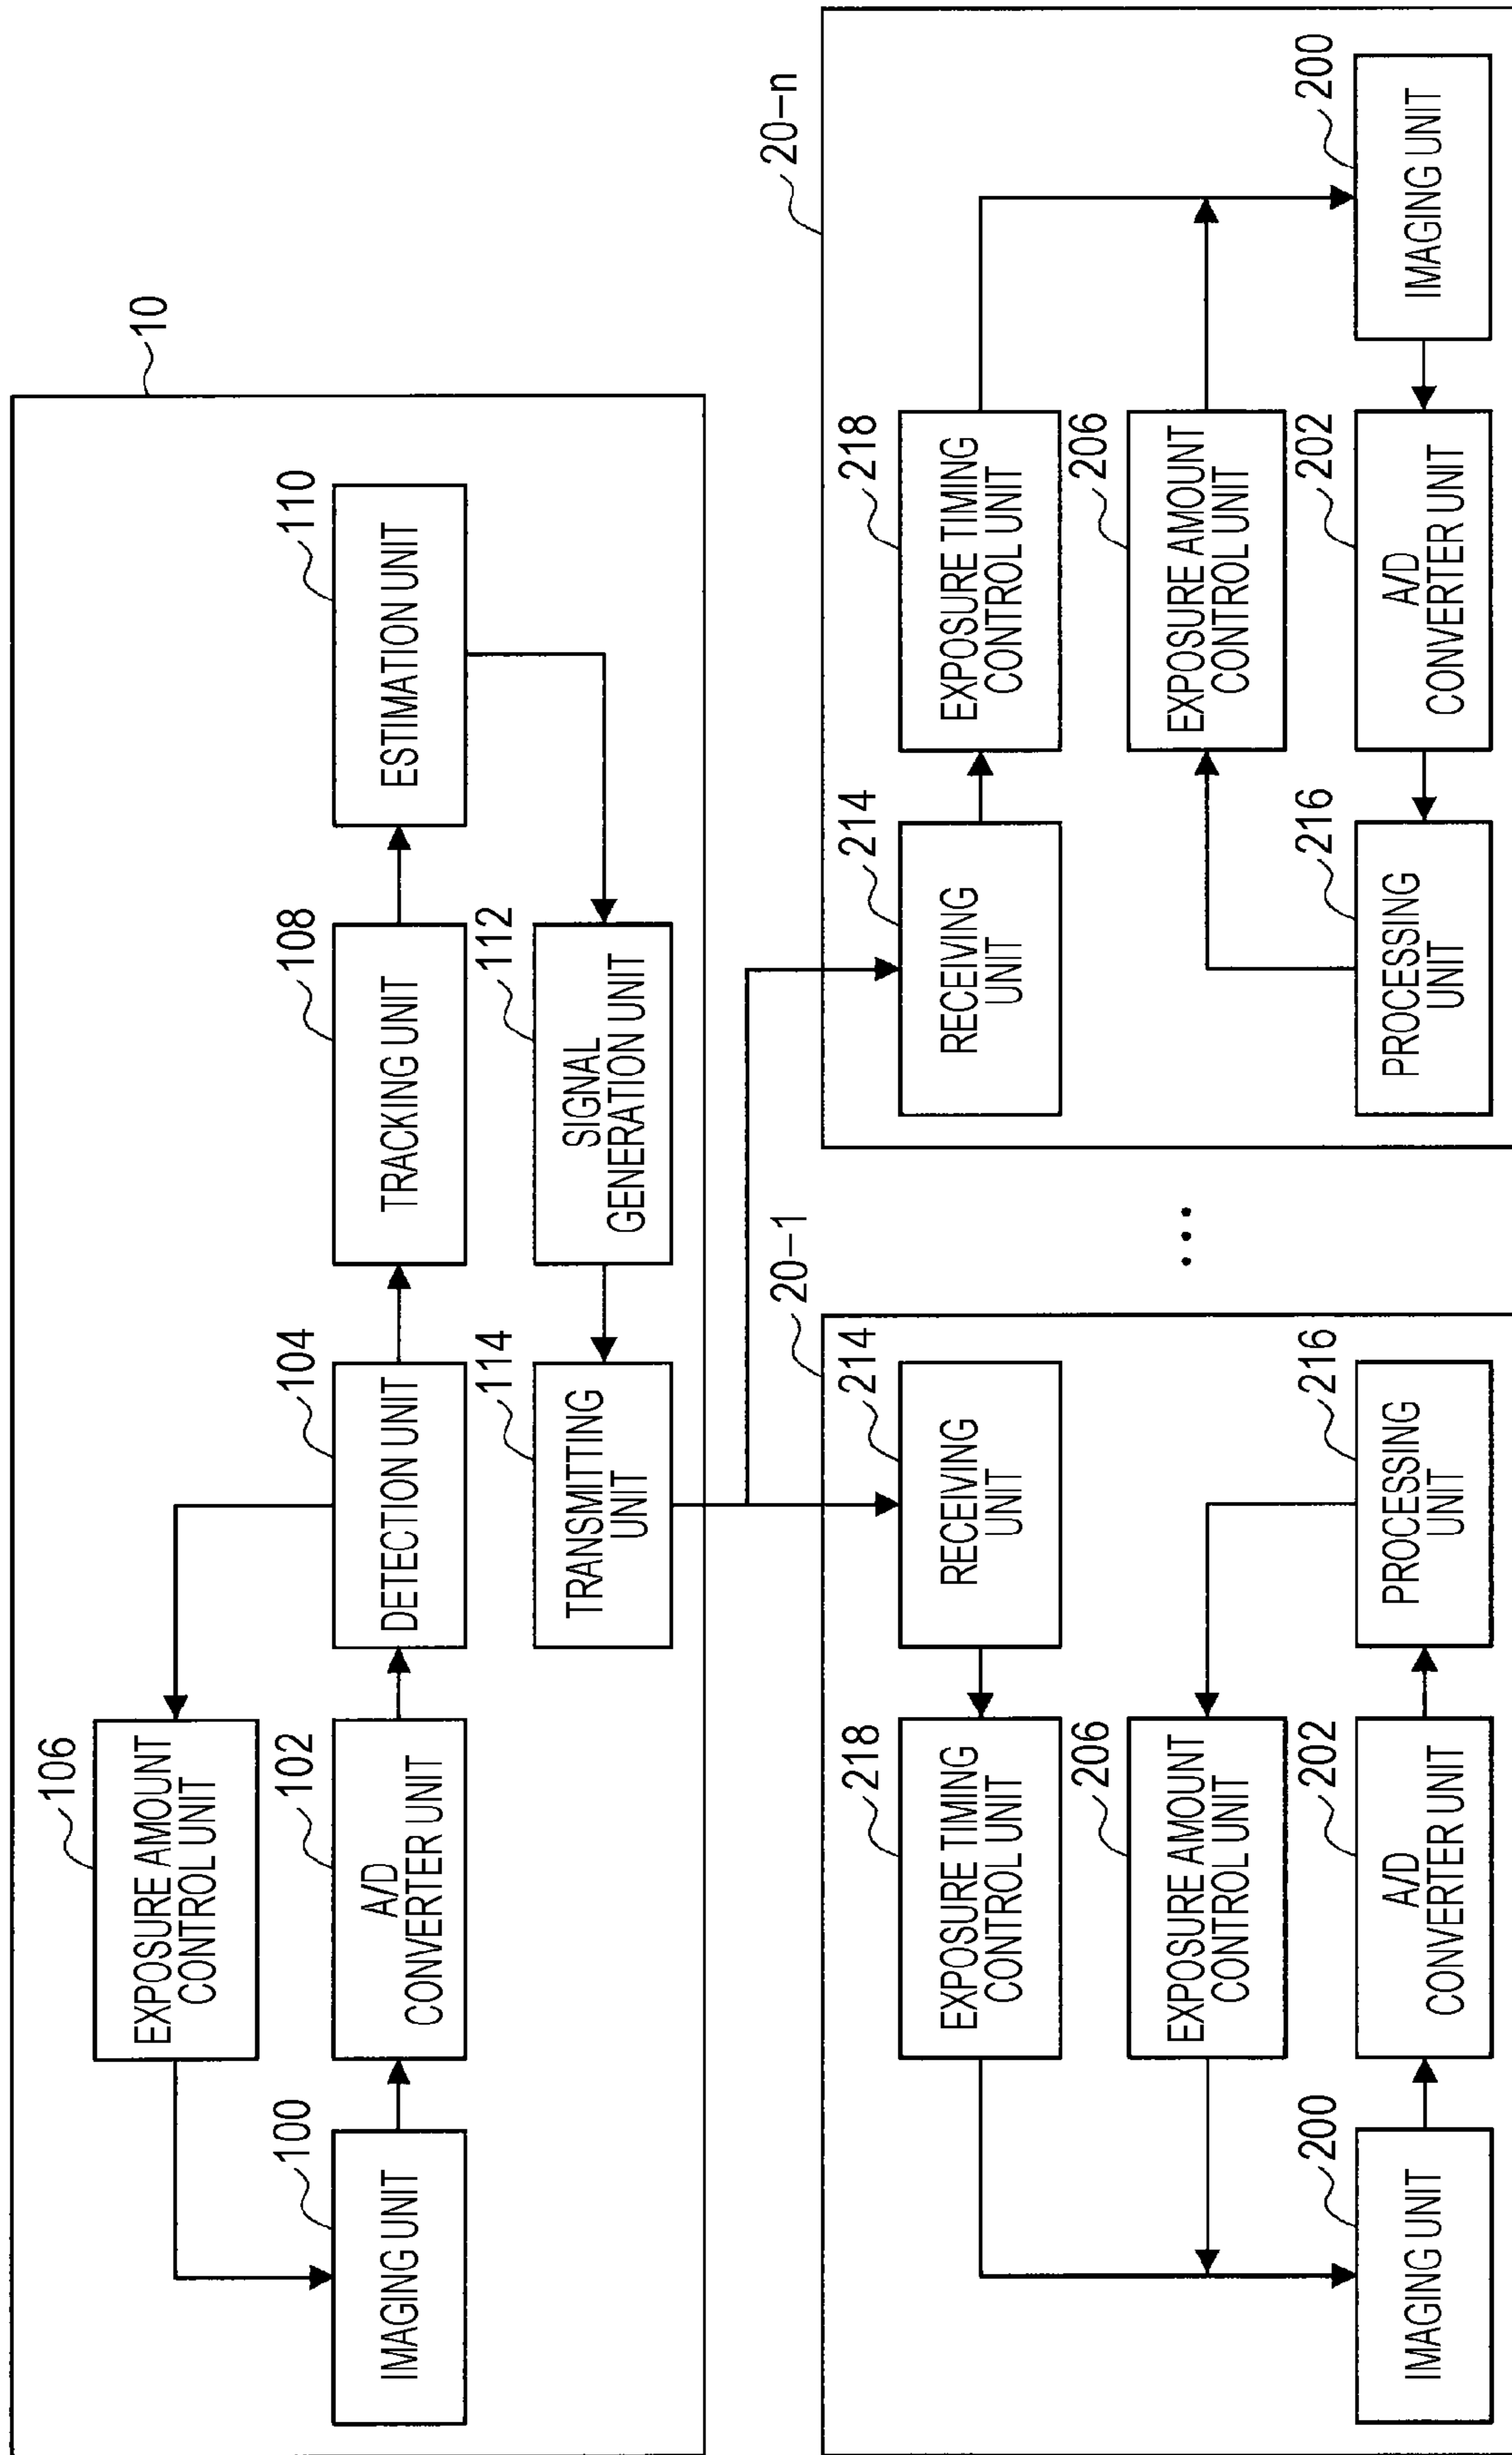 10
106
EXPOSURE AMOUNT
CONTROL UNIT
100
IMAGING UNIT
102
A/D
CONVERTER UNIT
104
DETECTION UNIT
108
TRACKING UNIT
110
ESTIMATION UNIT
114
TRANSMITTING
UNIT
112
SIGNAL
GENERATION UNIT
20–1
218
EXPOSURE TIMING
CONTROL UNIT
214
RECEIVING
UNIT
206
EXPOSURE AMOUNT
CONTROL UNIT
200
IMAGING UNIT
202
A/D
CONVERTER UNIT
216
PROCESSING
UNIT
...
20–n
214
RECEIVING
UNIT
218
EXPOSURE TIMING
CONTROL UNIT
206
EXPOSURE AMOUNT
CONTROL UNIT
216
PROCESSING
UNIT
202
A/D
CONVERTER UNIT
200
IMAGING UNIT